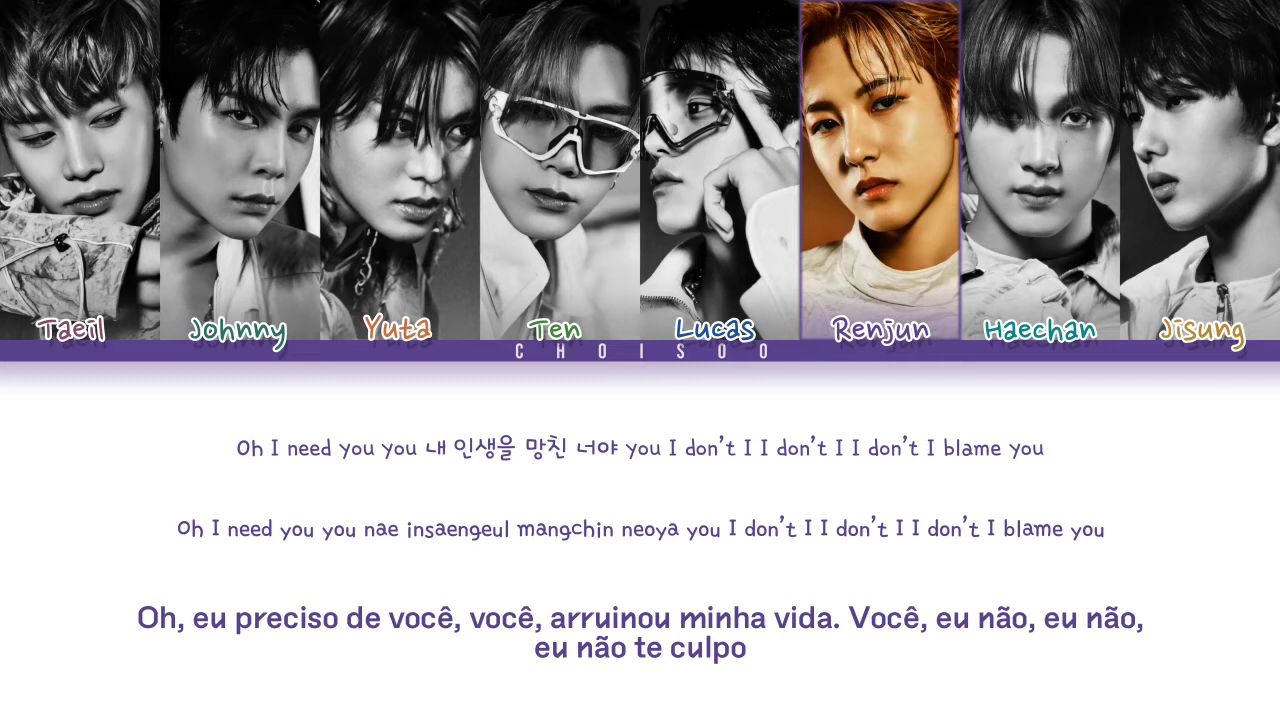 Taeil Johnny Yuta Ten Lucas Renjun Haechan Jisung
CHOISOO
Oh I need you you 내 인생을 망친 너야 you I don't I I don't I I don't I blame you
Oh I need you you nae insaengeul mangchin neoya you I don't I I don't I I don't I blame you
Oh, eu preciso de você, você, arruinou minha vida. Você, eu não, eu não,
eu não te culpo